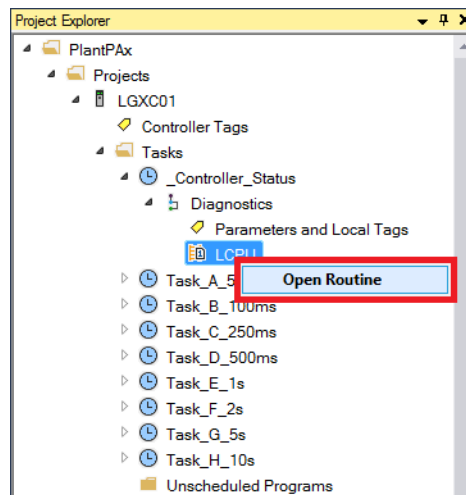 Project Explorer
PlantPAx
Projects
LGXC01
Controller Tags
Tasks
_Controller_Status
Diagnostics
Parameters and Local Tags
LCPU
Open Routine
Task_A_5
Task_B_100ms
Task_C_250ms
Task_D_500ms
Task_E_1s
Task_F_2s
Task_G_5s
Task_H_10s
Unscheduled Programs